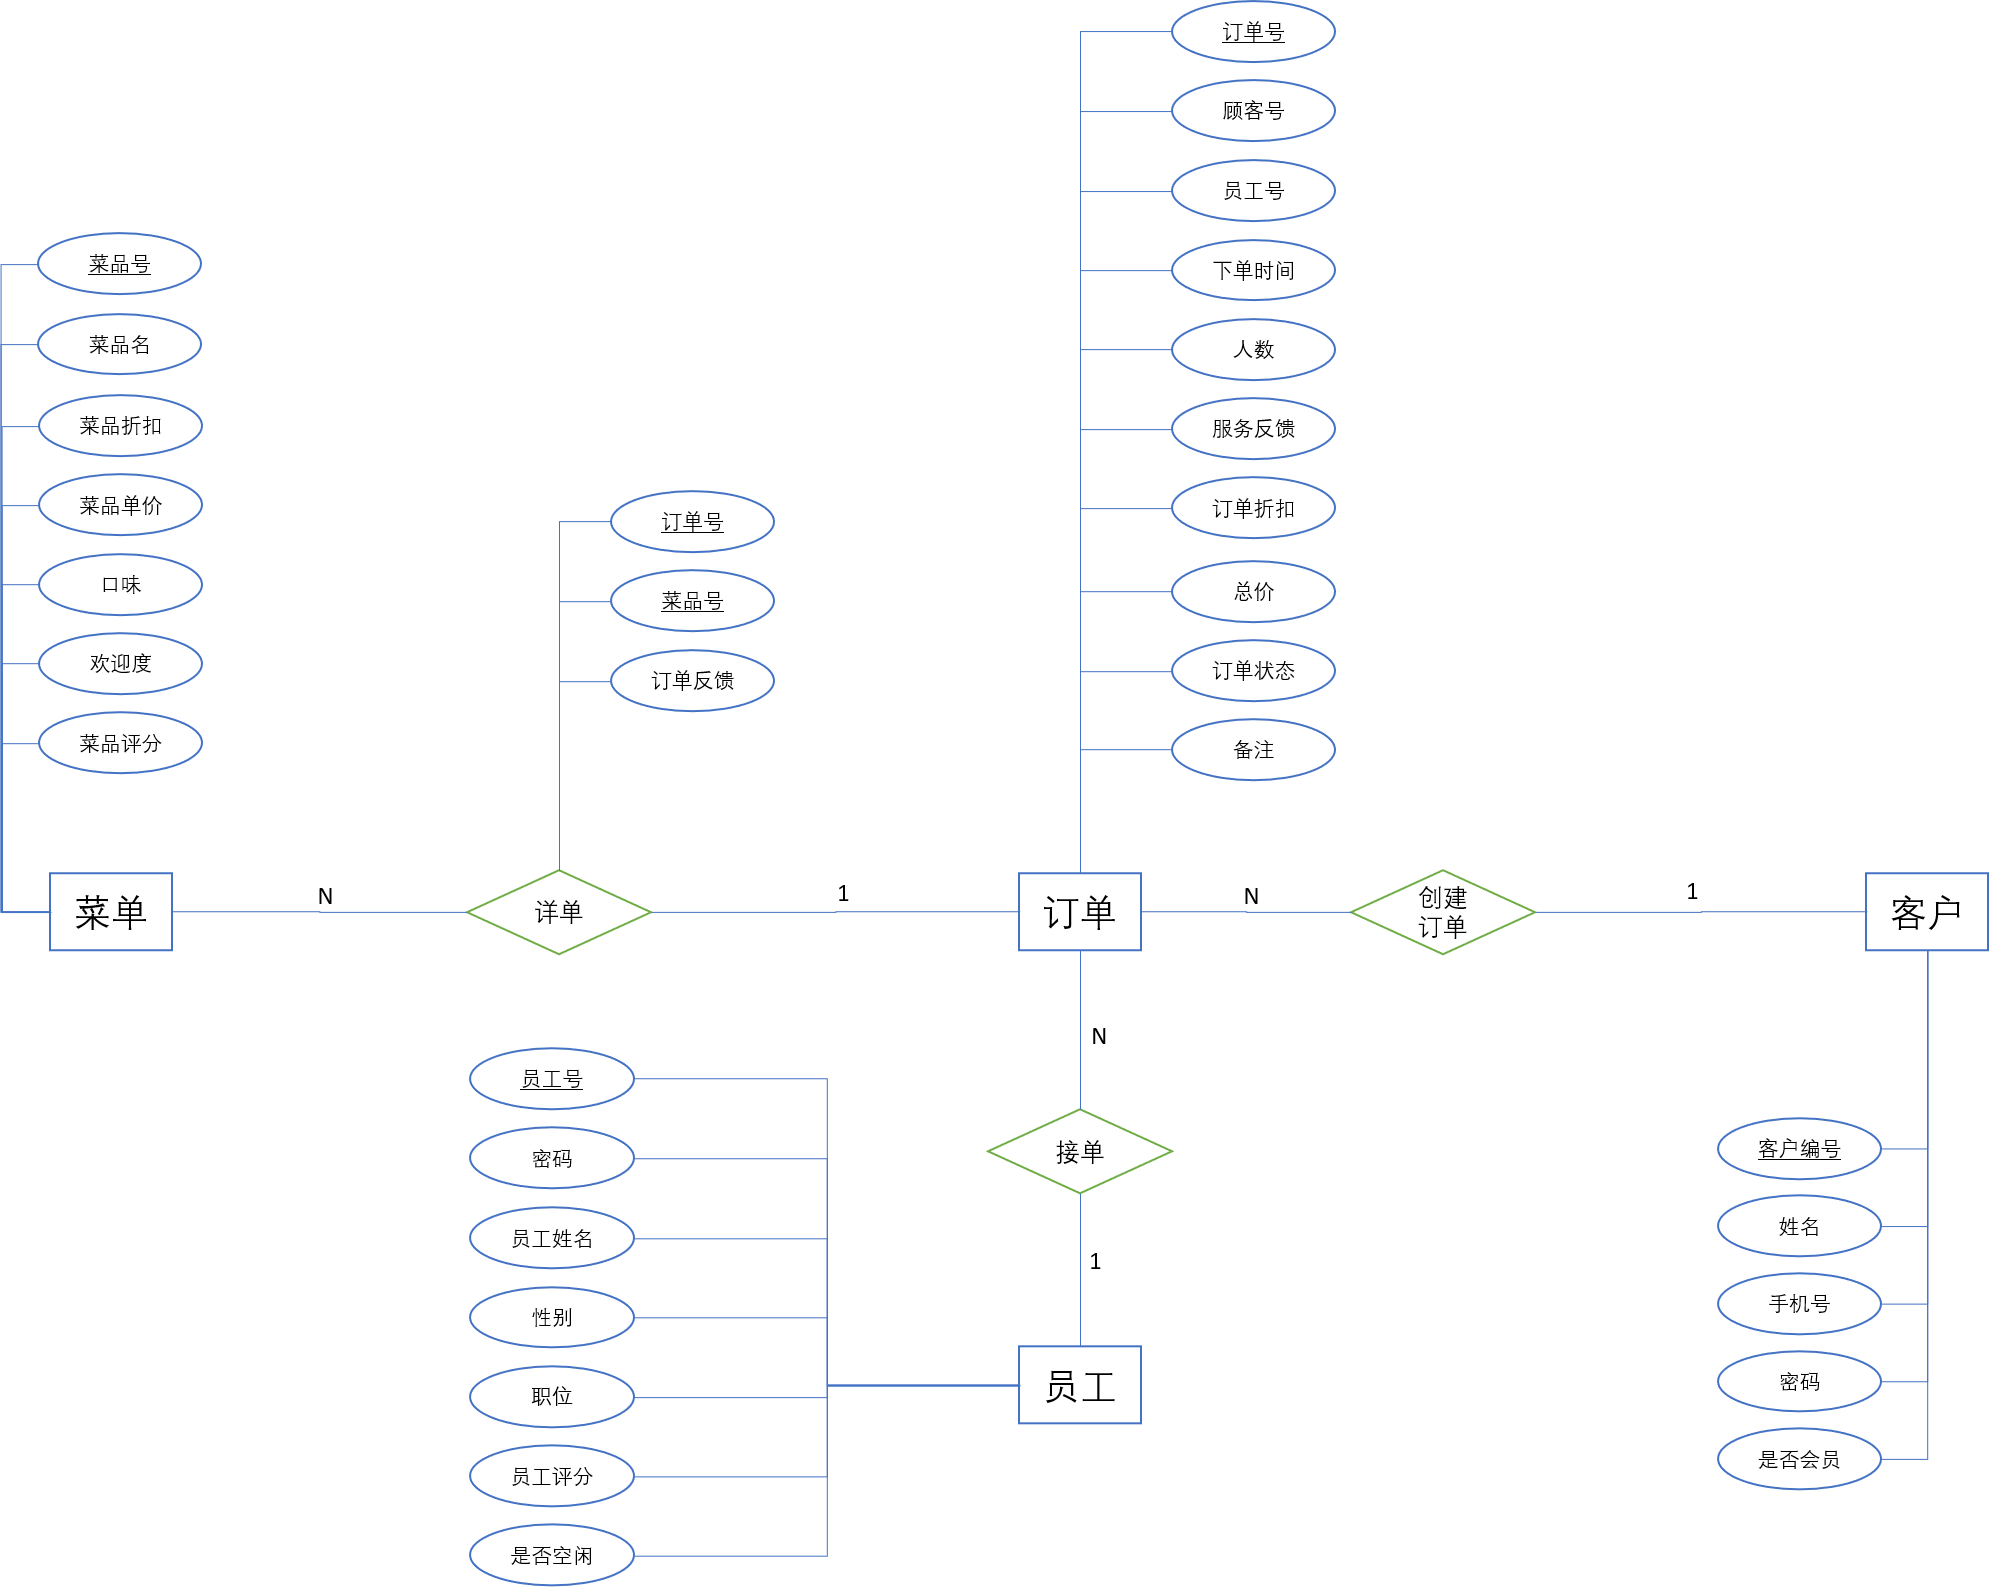 订单号
顾客号
员工号
下单时间
人数
服务反馈
订单折扣
总价
订单状态
备注
菜品号
菜品名
菜品折扣
菜品单价
口味
欢迎度
菜品评分
订单号
菜品号
订单反馈
菜单
N
详单
1
订单
N
创建
订单
1
客户
N
接单
1
员工
员工号
密码
员工姓名
性别
职位
员工评分
是否空闲
客户编号
姓名
手机号
密码
是否会员